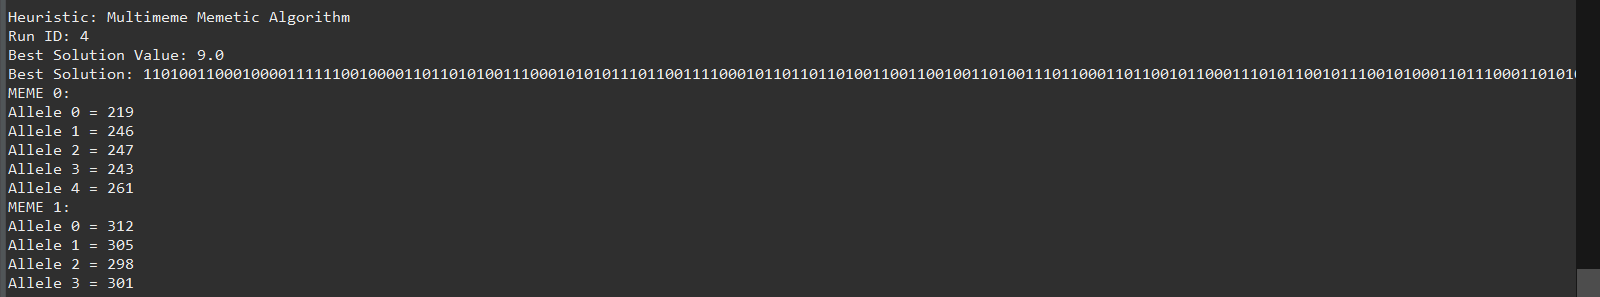 Heuristic: Multimeme Memetic Algorithm
Run ID: 4
Best Solution Value: 9.0
Best Solution:
MEME 0:
Allele 0 = 219
Allele 1 = 246
Allele 2 = 247
Allele 3 = 243
Allele 4 = 261
MEME 1:
Allele 0 = 312
Allele 1 = 305
Allele 2 = 298
Allele 3 = 301